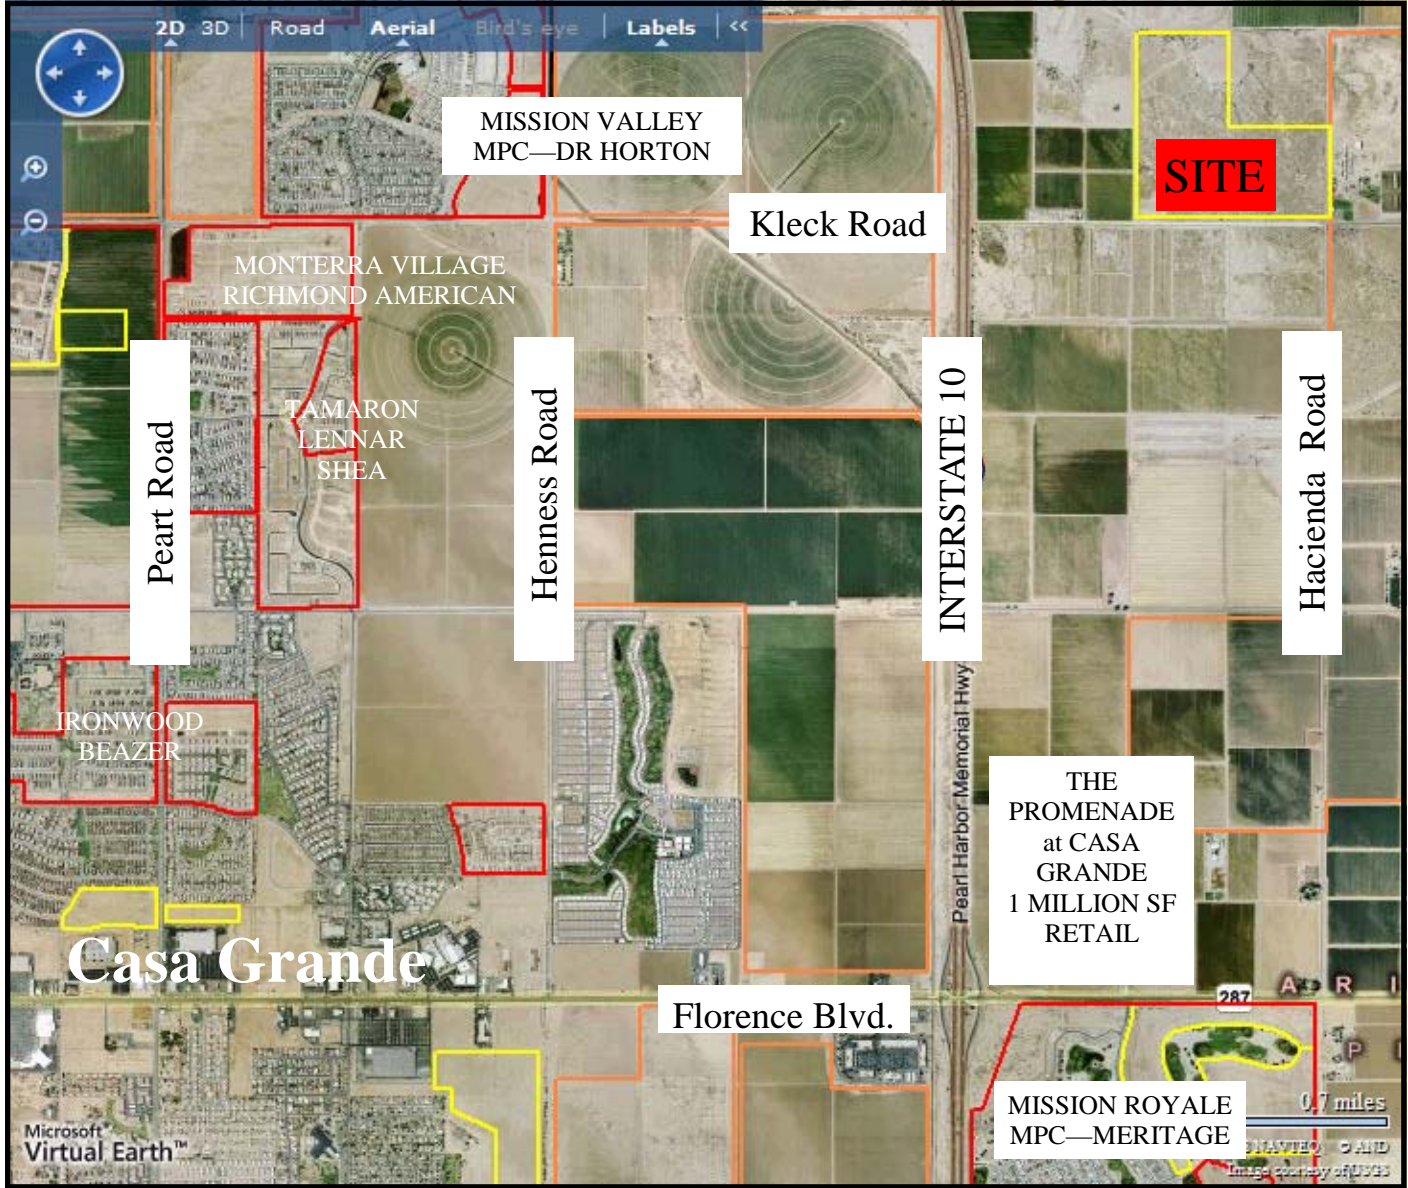 2D 3D Road Aerial Bird's eye Labels <<
MISSION VALLEY
MPC—DR HORTON
SITE
Kleck Road
MONTERRA VILLAGE
RICHMOND AMERICAN
TAMARON
LENNAR
SHEA
Peart Road
Henness Road
INTERSTATE 10
Hacienda Road
IRONWOOD
BEAZER
Pearl Harbor Memorial Hwy
THE
PROMENADE
at CASA
GRANDE
1 MILLION SF
RETAIL
Casa Grande
287
A R I
Florence Blvd.
P
MISSION ROYALE
MPC—MERITAGE
0.7 miles
Microsoft
Virtual Earth™
NAVTEQ © AND
Image courtesy of USGS